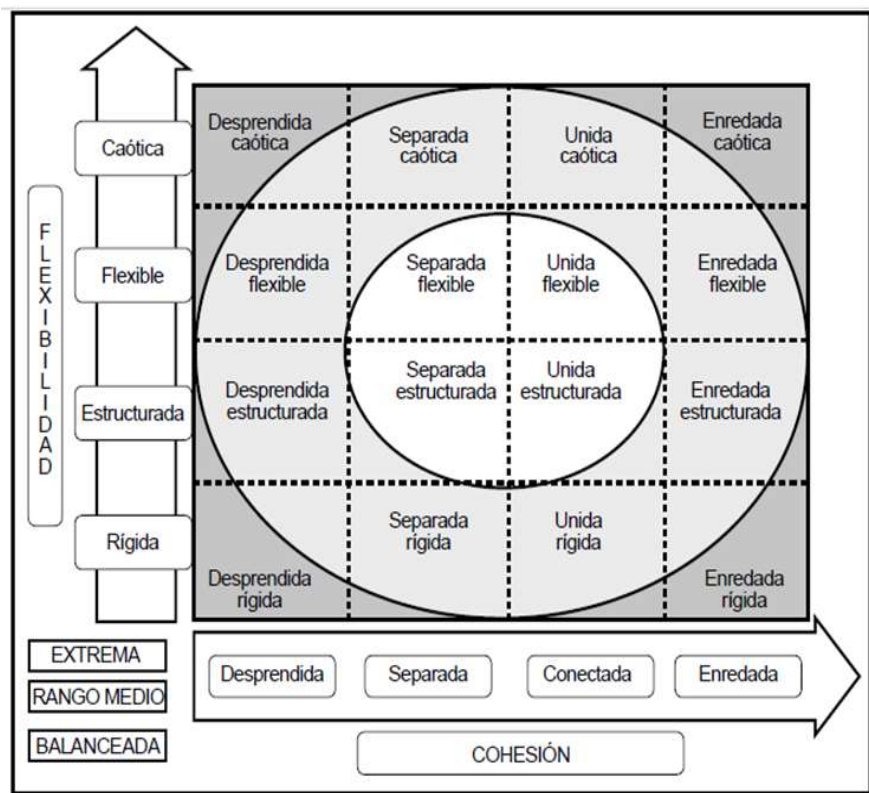 Caótica
Desprendida
caótica
Separada
caótica
Unida
caótica
Enredada
caótica
FLEXIBILIDAD
Flexible
Desprendida
flexible
Separada
flexible
Unida
flexible
Enredada
flexible
Estructurada
Desprendida
estructurada
Separada
estructurada
Unida
estructurada
Enredada
estructurada
Rígida
Desprendida
rígida
Separada
rígida
Unida
rígida
Enredada
rígida
EXTREMA
RANGO MEDIO
BALANCEADA
Desprendida
Separada
Conectada
Enredada
COHESIÓN